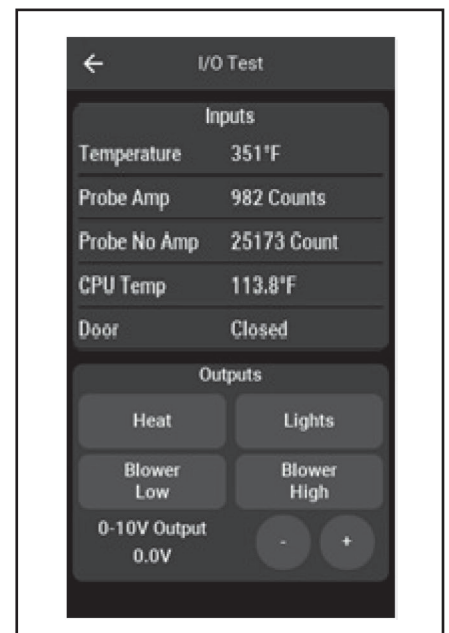 I/O Test
Inputs
Temperature 351°F
Probe Amp 982 Counts
Probe No Amp 25173 Count
CPU Temp 113.8°F
Door Closed
Outputs
Heat Lights
Blower Low Blower High
0-10V Output - +
0.0V